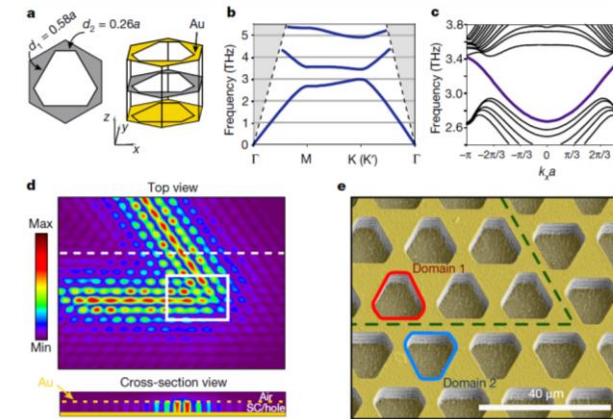 a
d₁ = 0.58a
d₂ = 0.26a
Au
z
y
x
b
Frequency (THz)
5
4
3
2
1
0
Γ
M
K (K′)
Γ
c
Frequency (THz)
3.8
3.4
3.0
2.6
-π
-2π/3
-π/3
0
π/3
2π/3
kₓa
d
Top view
Max
Min
Cross-section view
Au
Air
SC/hole
e
Domain 1
Domain 2
40 μm